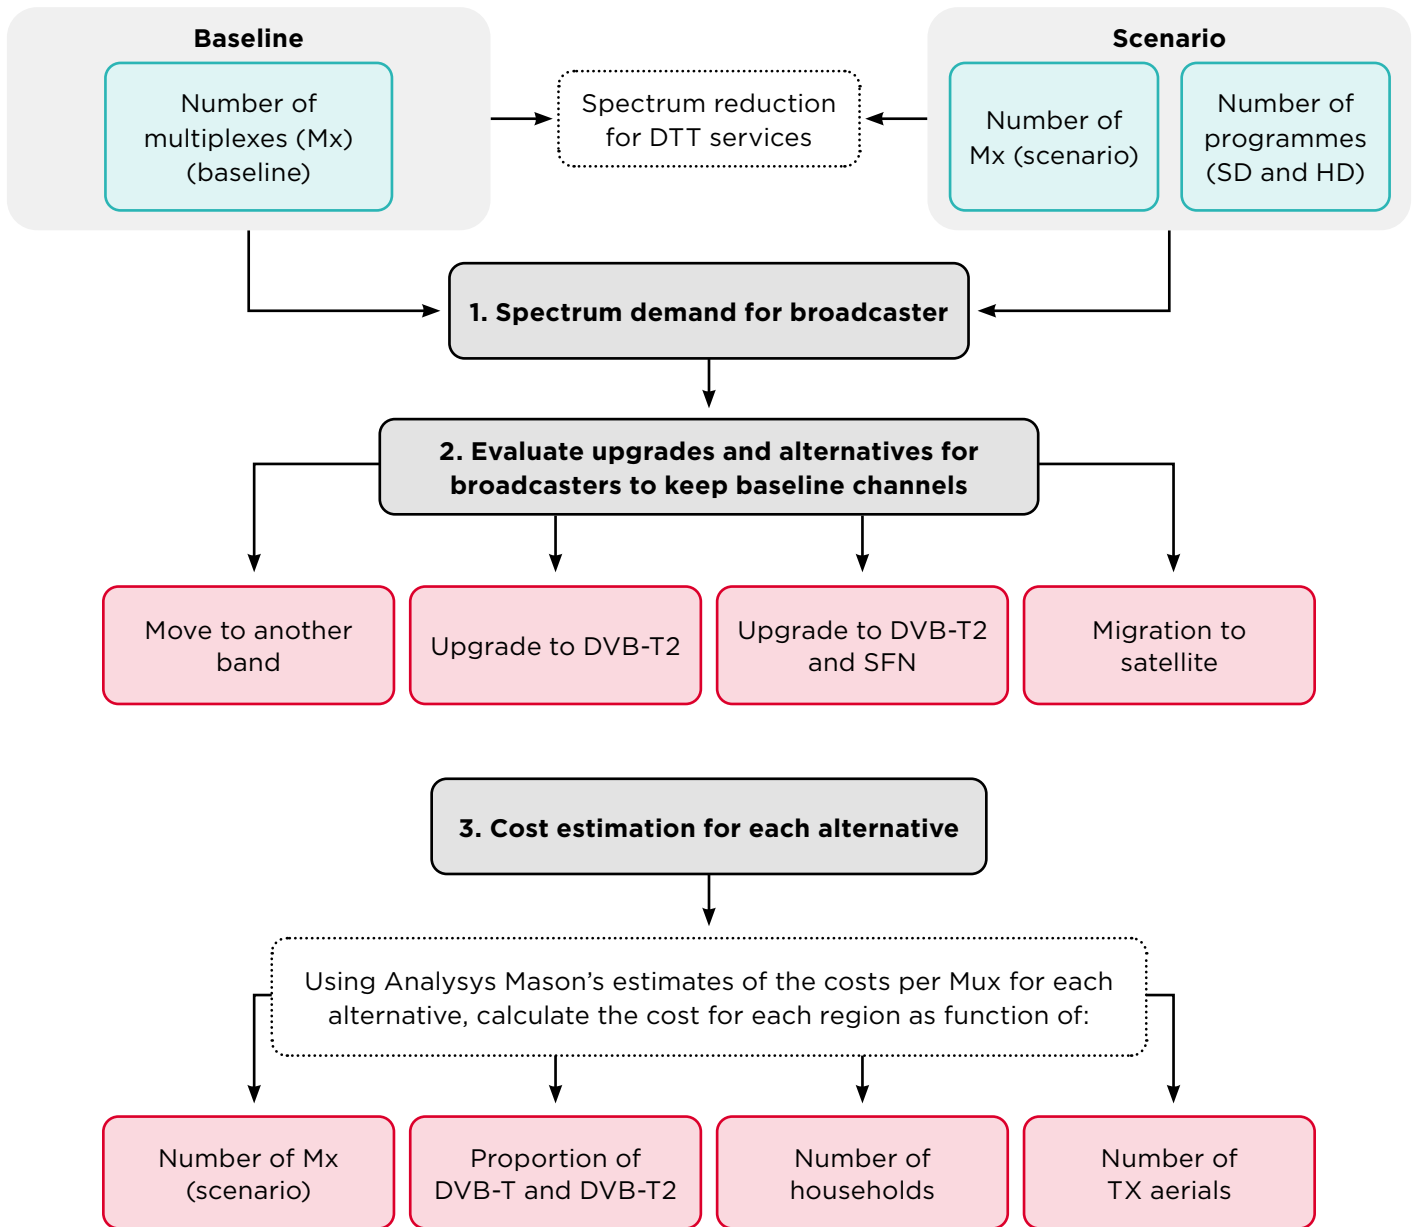 Baseline
Number of
multiplexes (Mx)
(baseline)
Spectrum reduction
for DTT services
Scenario
Number of
Mx (scenario)
Number of
programmes
(SD and HD)
1. Spectrum demand for broadcaster
2. Evaluate upgrades and alternatives for
broadcasters to keep baseline channels
Move to another
band
Upgrade to DVB-T2
Upgrade to DVB-T2
and SFN
Migration to
satellite
3. Cost estimation for each alternative
Using Analysys Mason’s estimates of the costs per Mux for each
alternative, calculate the cost for each region as function of:
Number of Mx
(scenario)
Proportion of
DVB-T and DVB-T2
Number of
households
Number of
TX aerials